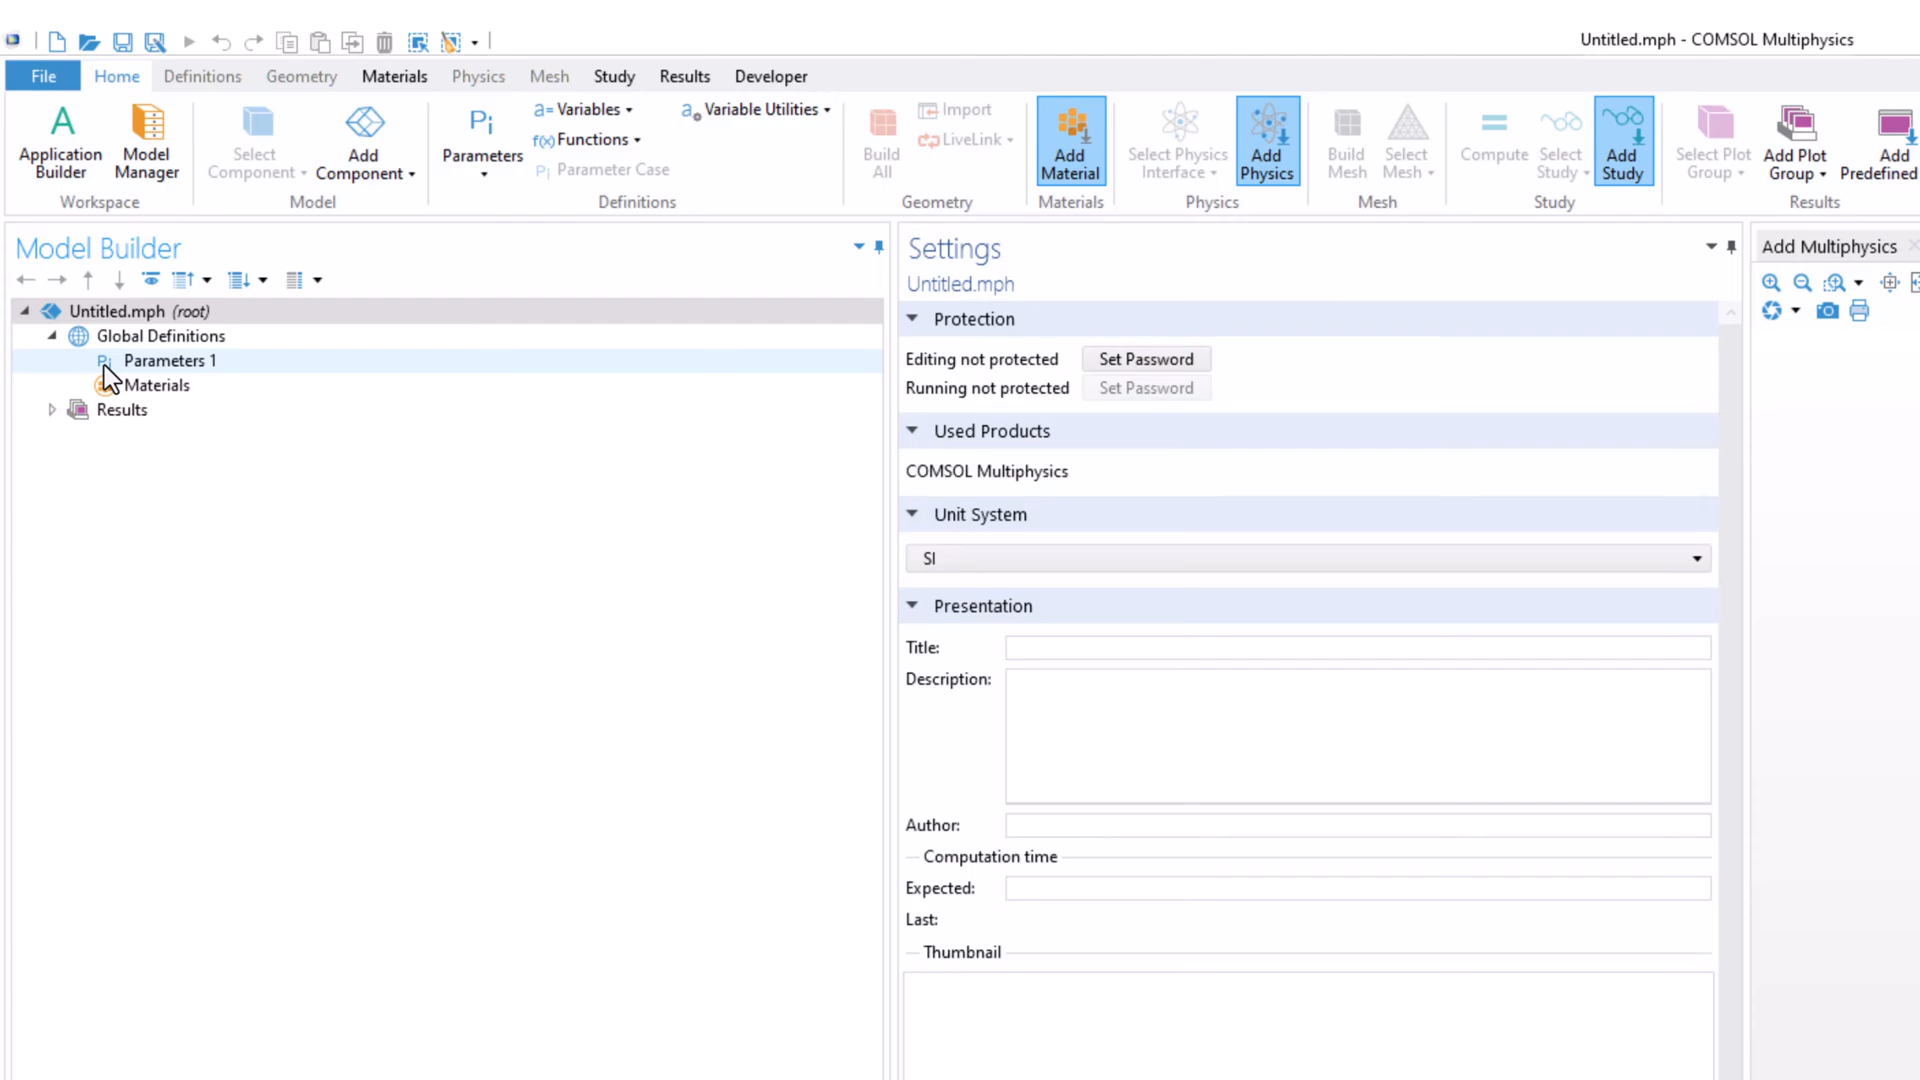 Untitled.mph - COMSOL Multiphysics
File Home Definitions Geometry Materials Physics Mesh Study Results Developer
Application Builder
Model Manager
Workspace
Select Component
Add Component
Model
Pi
Parameters
a= Variables
f(x) Functions
Pi Parameter Case
a Variable Utilities
Definitions
Build All
Import
LiveLink
Geometry
Add Material
Materials
Select Physics Interface
Add Physics
Physics
Build Mesh
Select Mesh
Mesh
Compute
Select Study
Add Study
Study
Select Plot Group
Add Plot Group
Add Predefined
Results
Model Builder
Untitled.mph (root)
Global Definitions
Parameters 1
Materials
Results
Settings
Untitled.mph
Protection
Editing not protected Set Password
Running not protected Set Password
Used Products
COMSOL Multiphysics
Unit System
SI
Presentation
Title:
Description:
Author:
Computation time
Expected:
Last:
Thumbnail
Add Multiphysics